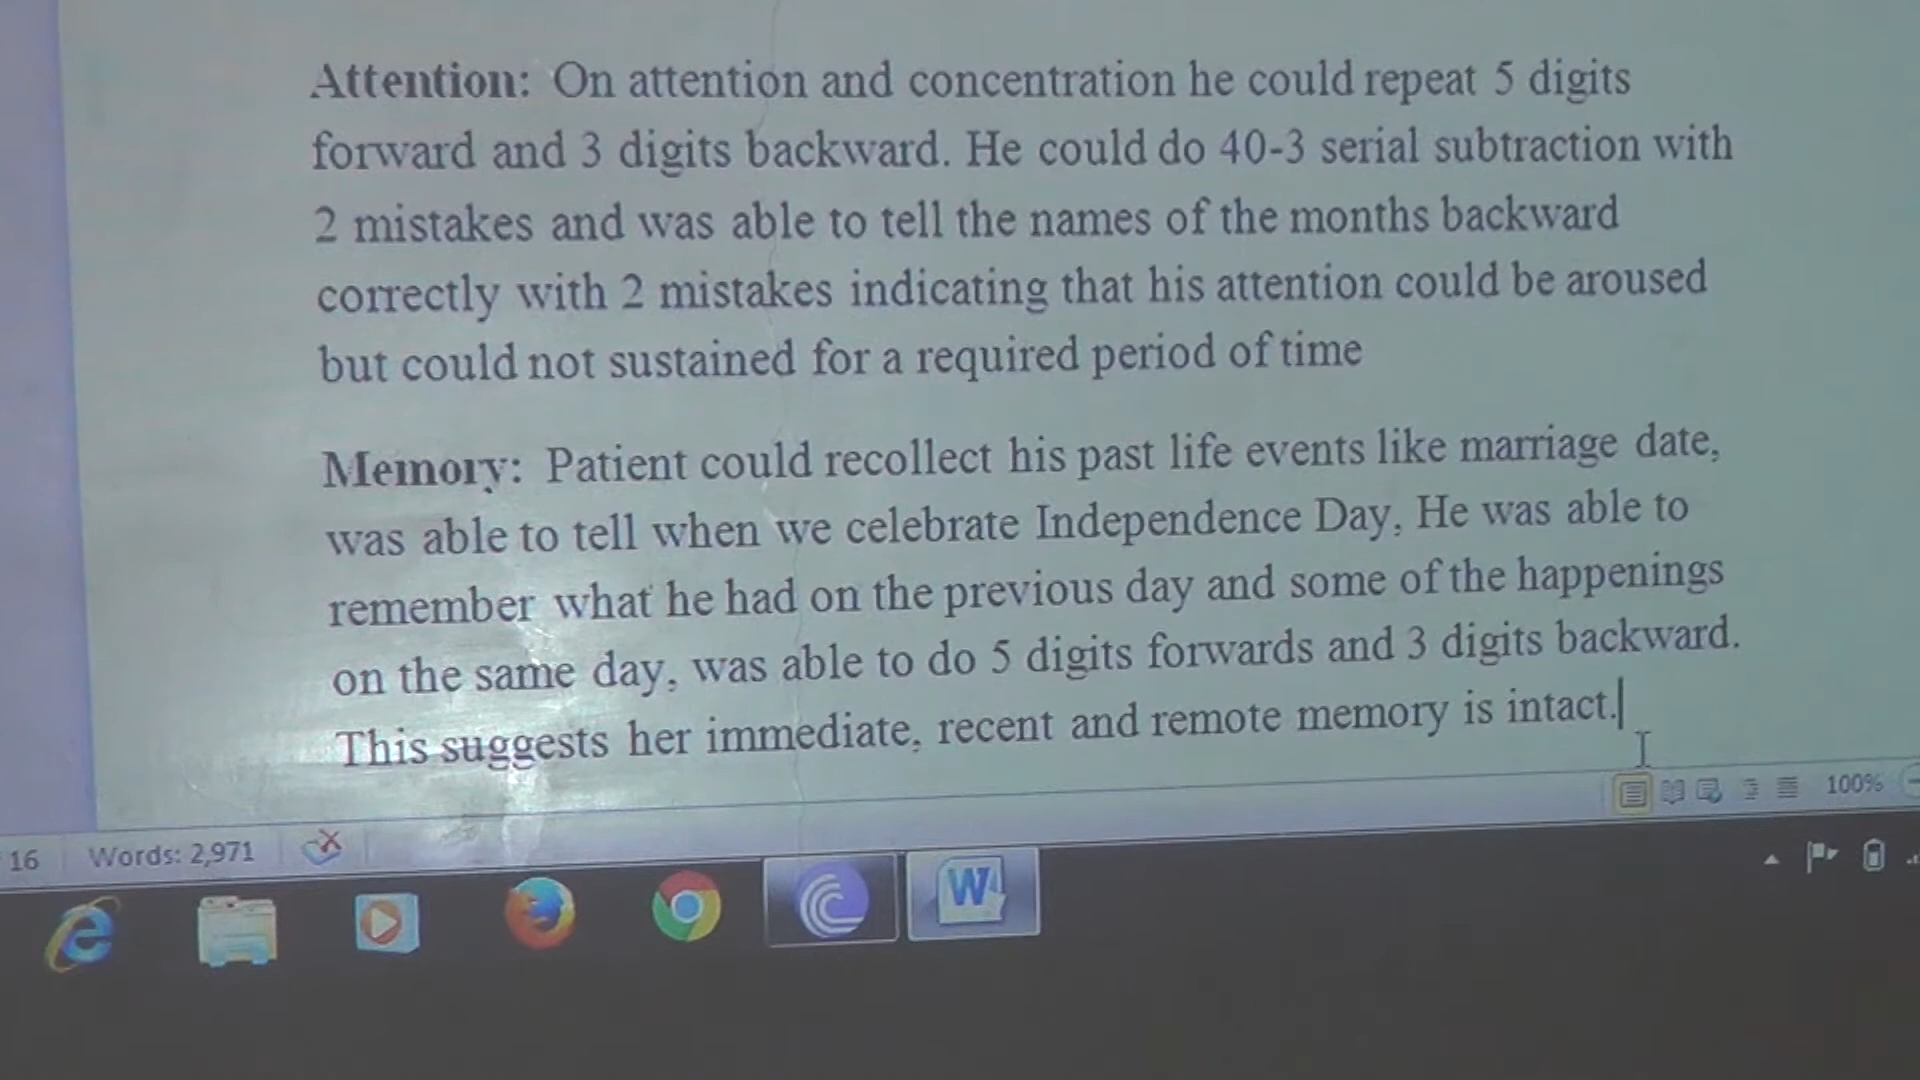 Attention: On attention and concentration he could repeat 5 digits
forward and 3 digits backward. He could do 40-3 serial subtraction with
2 mistakes and was able to tell the names of the months backward
correctly with 2 mistakes indicating that his attention could be aroused
but could not sustained for a required period of time
Memory: Patient could recollect his past life events like marriage date,
was able to tell when we celebrate Independence Day, He was able to
remember what he had on the previous day and some of the happenings
on the same day, was able to do 5 digits forwards and 3 digits backward.
This suggests her immediate, recent and remote memory is intact.
100%
16 Words: 2,971